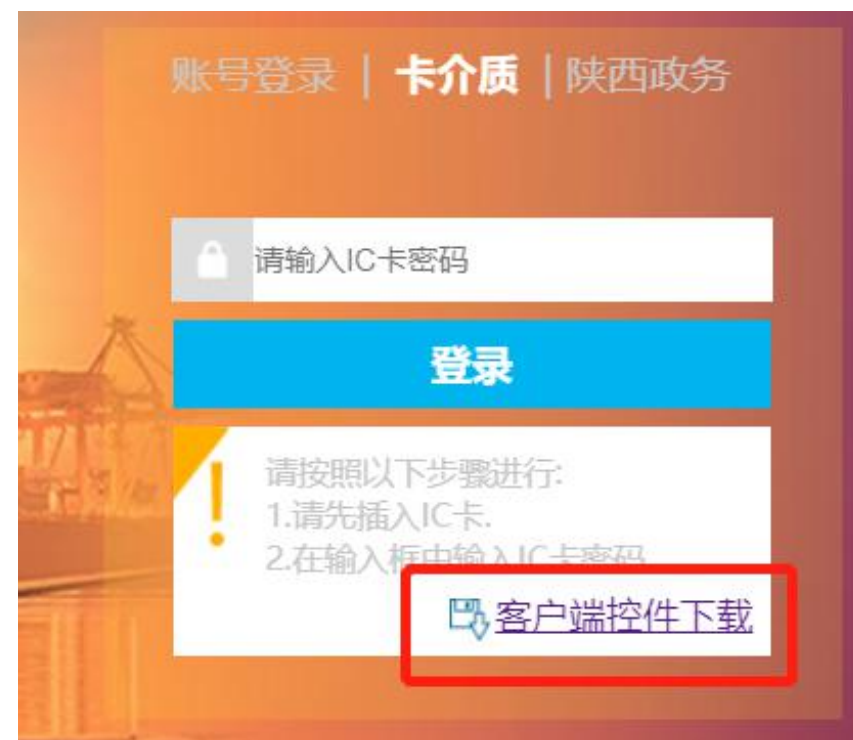 账号登录 | 卡介质 | 陕西政务
请输入IC卡密码
登录
请按照以下步骤进行:
1.请先插入IC卡.
2.在输入框中输入IC卡密码
客户端控件下载